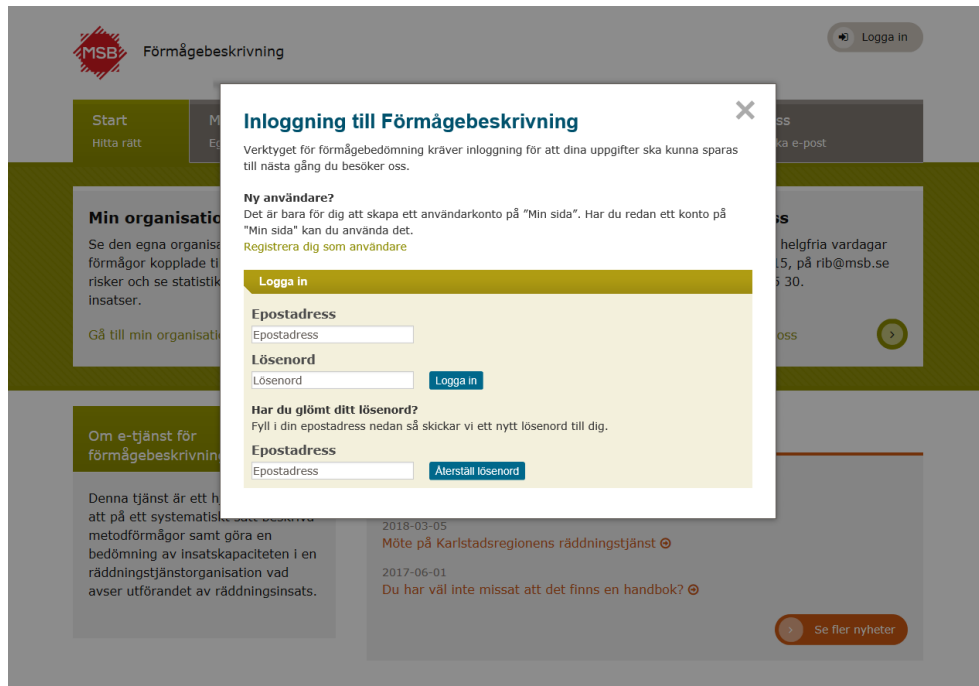 MSB
Förmågebeskrivning
Logga in
Start
Hitta rätt
Inloggning till Förmågebeskrivning
Verktyget för förmågebedömning kräver inloggning för att dina uppgifter ska kunna sparas
till nästa gång du besöker oss.
Ny användare?
Det är bara för dig att skapa ett användarkonto på ”Min sida”. Har du redan ett konto på
"Min sida" kan du använda det.
Registrera dig som användare
Logga in
Epostadress
Epostadress
Lösenord
Lösenord
Logga in
Har du glömt ditt lösenord?
Fyll i din epostadress nedan så skickar vi ett nytt lösenord till dig.
Epostadress
Epostadress
Återställ lösenord
e-post
Min organisatio
Se den egna organisa
förmågor kopplade ti
risker och se statistik
insatser.
Gå till min organisati
helgfria vardagar
15, på rib@msb.se
30.
oss
Om e-tjänst för
förmågebeskrivnin
Denna tjänst är ett h
att på ett systematiskt sätt beskriva
metodförmågor samt göra en
bedömning av insatskapaciteten i en
räddningstjänstorganisation vad
avser utförandet av räddningsinsats.
2018-03-05
Möte på Karlstadsregionens räddningstjänst
2017-06-01
Du har väl inte missat att det finns en handbok?
Se fler nyheter